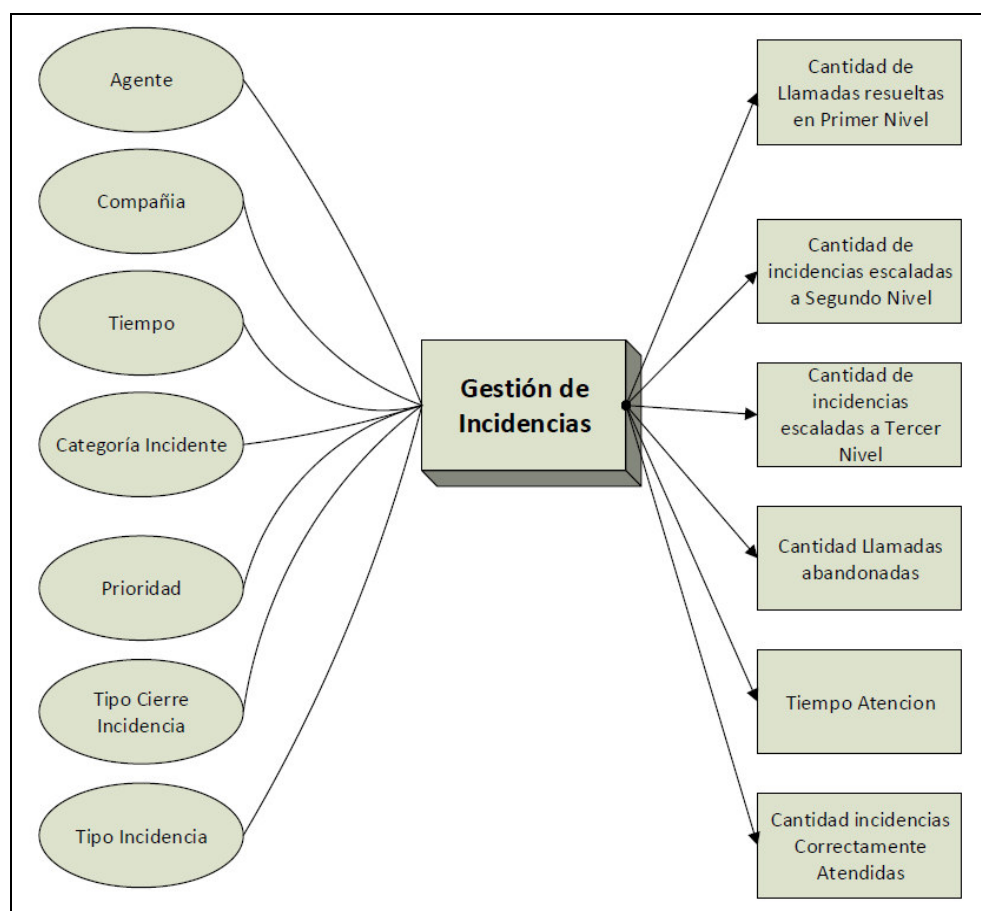 Agente
Compañia
Tiempo
Categoría Incidente
Prioridad
Tipo Cierre
Incidencia
Tipo Incidencia
Gestión de
Incidencias
Cantidad de
Llamadas resueltas
en Primer Nivel
Cantidad de
incidencias escaladas
a Segundo Nivel
Cantidad de
incidencias
escaladas a Tercer
Nivel
Cantidad Llamadas
abandonadas
Tiempo Atencion
Cantidad incidencias
Correctamente
Atendidas